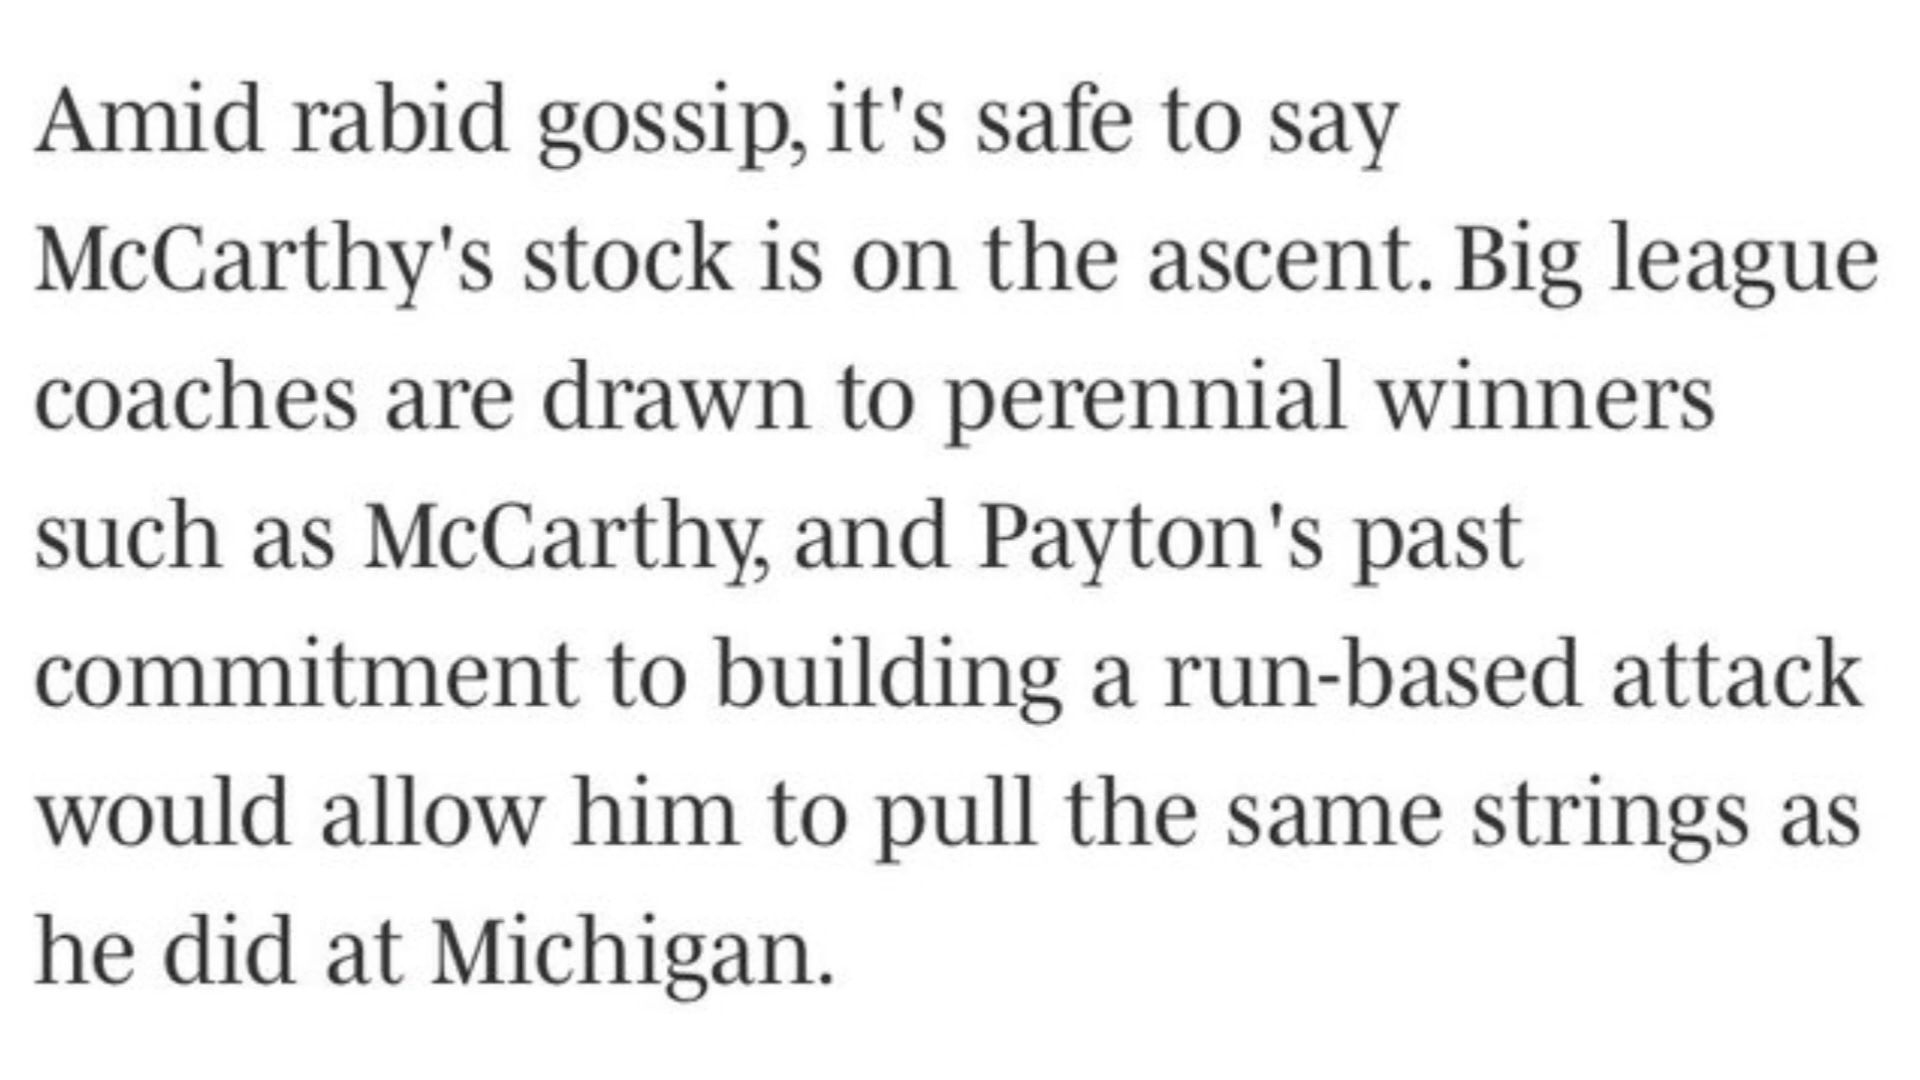 Amid rabid gossip, it's safe to say
McCarthy's stock is on the ascent. Big league
coaches are drawn to perennial winners
such as McCarthy, and Payton's past
commitment to building a run-based attack
would allow him to pull the same strings as
he did at Michigan.